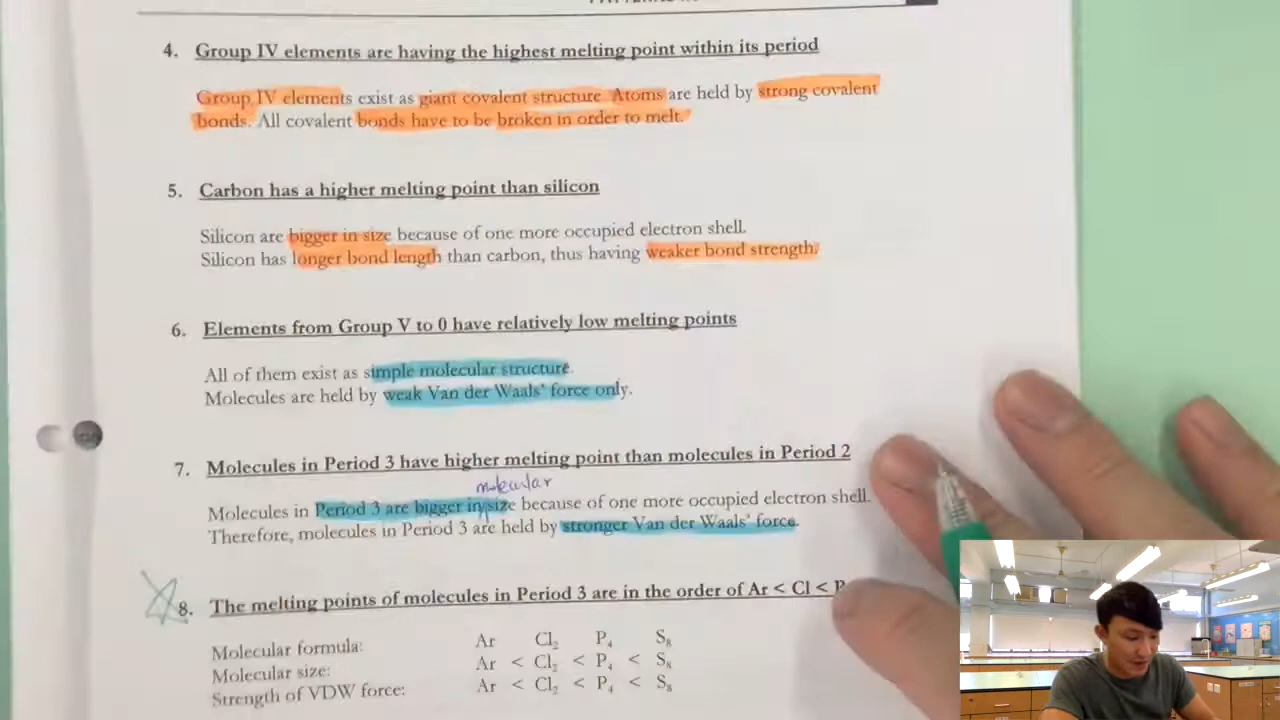 4. Group IV elements are having the highest melting point within its period
Group IV elements exist as giant covalent structure. Atoms are held by strong covalent
bonds. All covalent bonds have to be broken in order to melt.
5. Carbon has a higher melting point than silicon
Silicon are bigger in size because of one more occupied electron shell.
Silicon has longer bond length than carbon, thus having weaker bond strength.
6. Elements from Group V to 0 have relatively low melting points
All of them exist as simple molecular structure.
Molecules are held by weak Van der Waals' force only.
7. Molecules in Period 3 have higher melting point than molecules in Period 2
molecular
Molecules in Period 3 are bigger in size because of one more occupied electron shell.
Therefore, molecules in Period 3 are held by stronger Van der Waals' force.
8. The melting points of molecules in Period 3 are in the order of Ar < Cl < P
Molecular formula: Ar Cl₂ P₄ S₈
Molecular size: Ar < Cl₂ < P₄ < S₈
Strength of VDW force: Ar < Cl₂ < P₄ < S₈